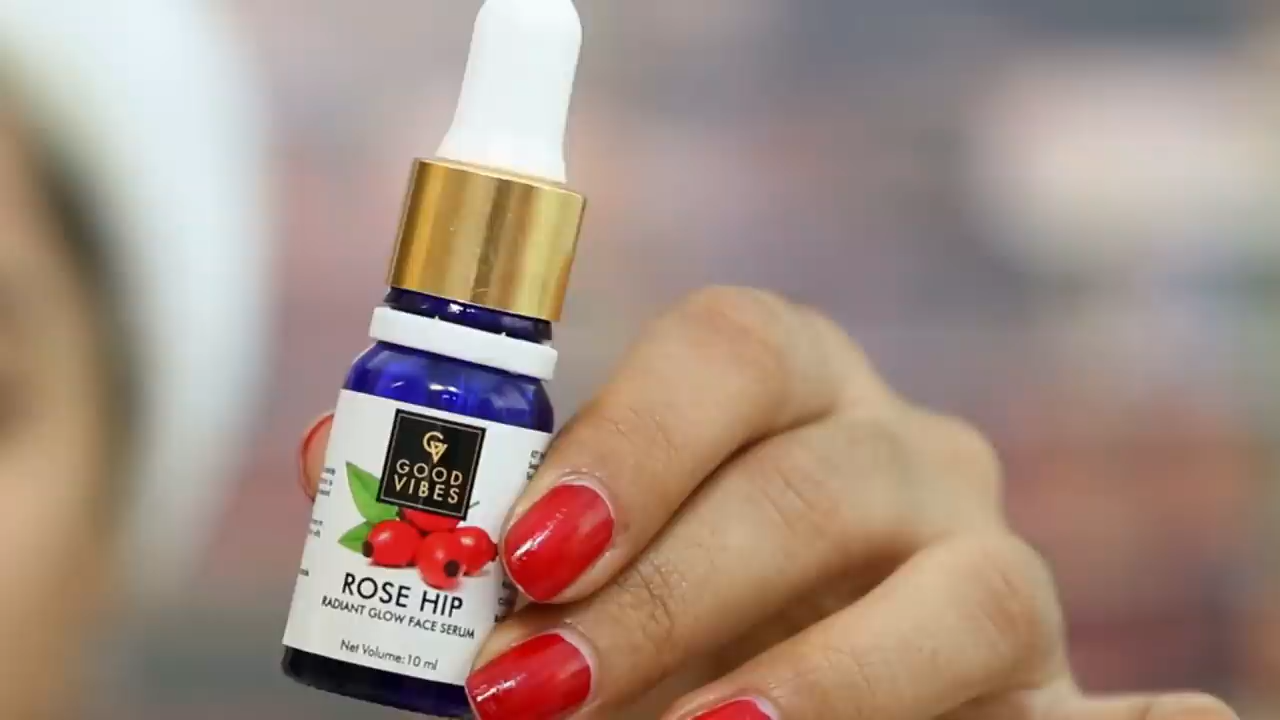 GV
GOOD
VIBES
ROSE HIP
RADIANT GLOW FACE SERUM
Net Volume: 10 ml